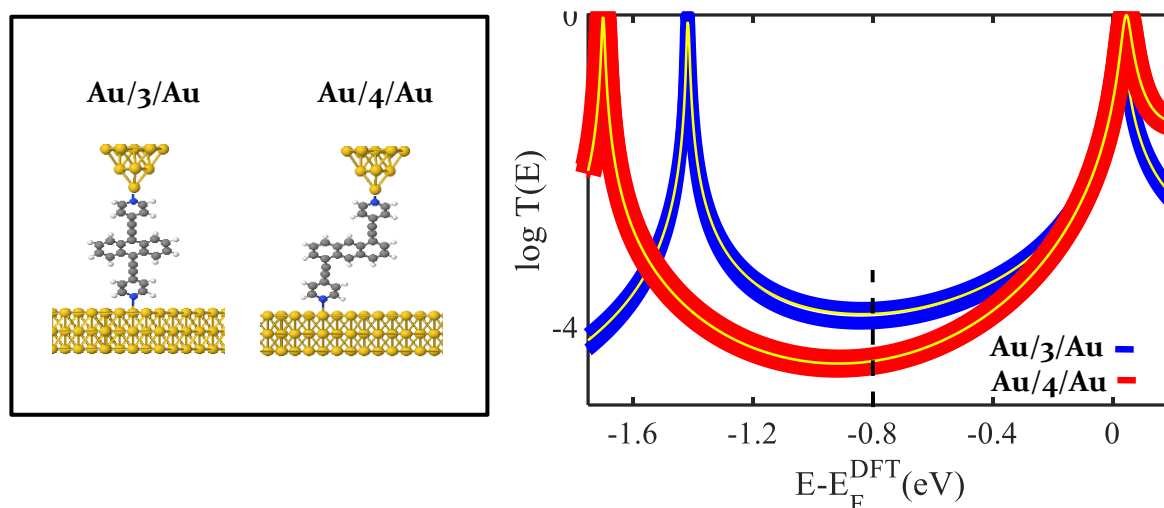 Au/3/Au
Au/4/Au
0
-4
log T(E)
Au/3/Au
Au/4/Au
-1.6
-1.2
-0.8
-0.4
0
E-E_F^DFT(eV)